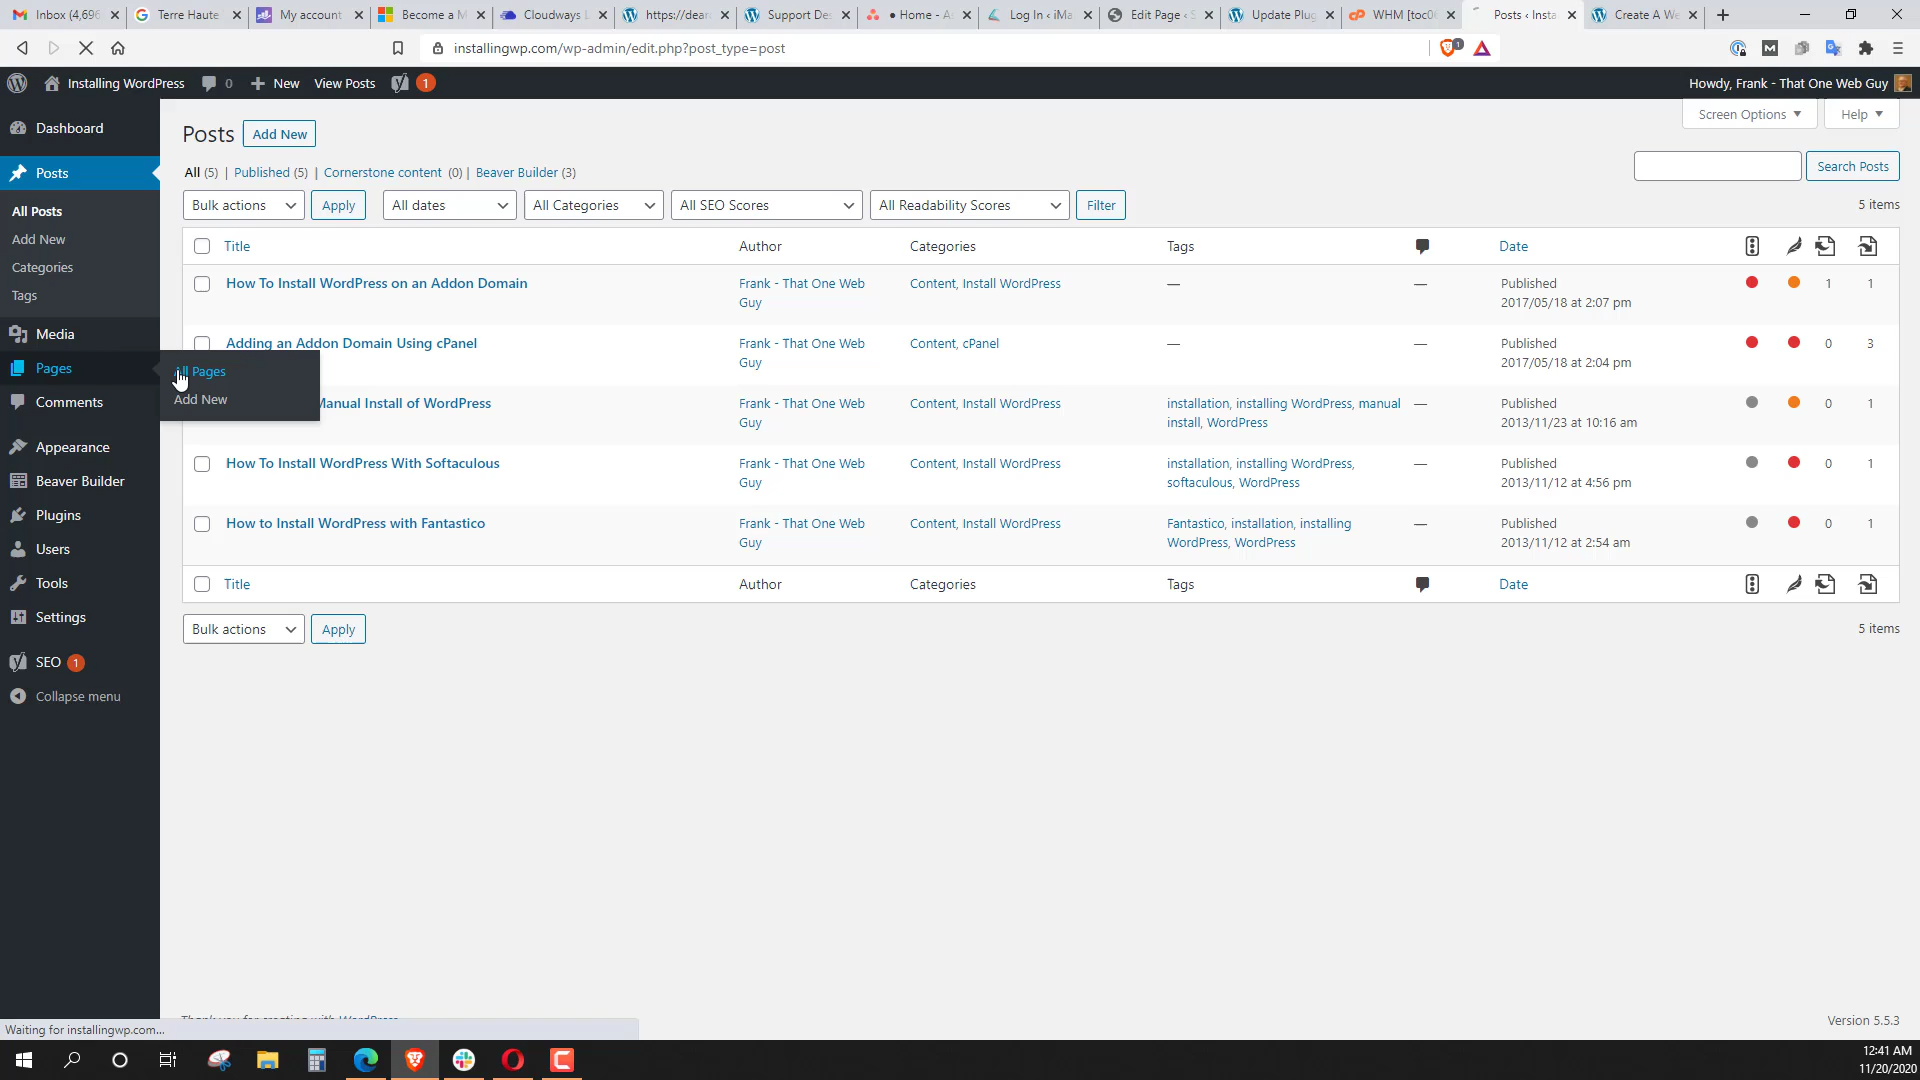 Inbox (4,696
Terre Haute
My account
Become a M
Cloudways L
https://dear
Support De
• Home - A
Log In ‹ iMa
Edit Page ‹ S
Update Plug
WHM [toc0
Posts ‹ Insta
Create A We
installingwp.com/wp-admin/edit.php?post_type=post
1
Installing WordPress
0
New
View Posts
1
Howdy, Frank - That One Web Guy
Screen Options
Help
Dashboard
Posts
All Posts
Add New
Categories
Tags
Media
Pages
All Pages
Add New
Comments
Appearance
Beaver Builder
Plugins
Users
Tools
Settings
SEO 1
Collapse menu
Posts
Add New
All (5) | Published (5) | Cornerstone content (0) | Beaver Builder (3)
Search Posts
Bulk actions
Apply
All dates
All Categories
All SEO Scores
All Readability Scores
Filter
5 items
Title
Author
Categories
Tags
Date
How To Install WordPress on an Addon Domain
Frank - That One Web
Guy
Content, Install WordPress
—
—
Published
2017/05/18 at 2:07 pm
1
1
Adding an Addon Domain Using cPanel
Frank - That One Web
Guy
Content, cPanel
—
—
Published
2017/05/18 at 2:04 pm
0
3
Manual Install of WordPress
Frank - That One Web
Guy
Content, Install WordPress
installation, installing WordPress, manual
install, WordPress
—
Published
2013/11/23 at 10:16 am
0
1
How To Install WordPress With Softaculous
Frank - That One Web
Guy
Content, Install WordPress
installation, installing WordPress,
softaculous, WordPress
—
Published
2013/11/12 at 4:56 pm
0
1
How to Install WordPress with Fantastico
Frank - That One Web
Guy
Content, Install WordPress
Fantastico, installation, installing
WordPress, WordPress
—
Published
2013/11/12 at 2:54 am
0
1
Title
Author
Categories
Tags
Date
Bulk actions
Apply
5 items
Thank you for creating with WordPress.
Version 5.5.3
Waiting for installingwp.com...
12:41 AM
11/20/2020